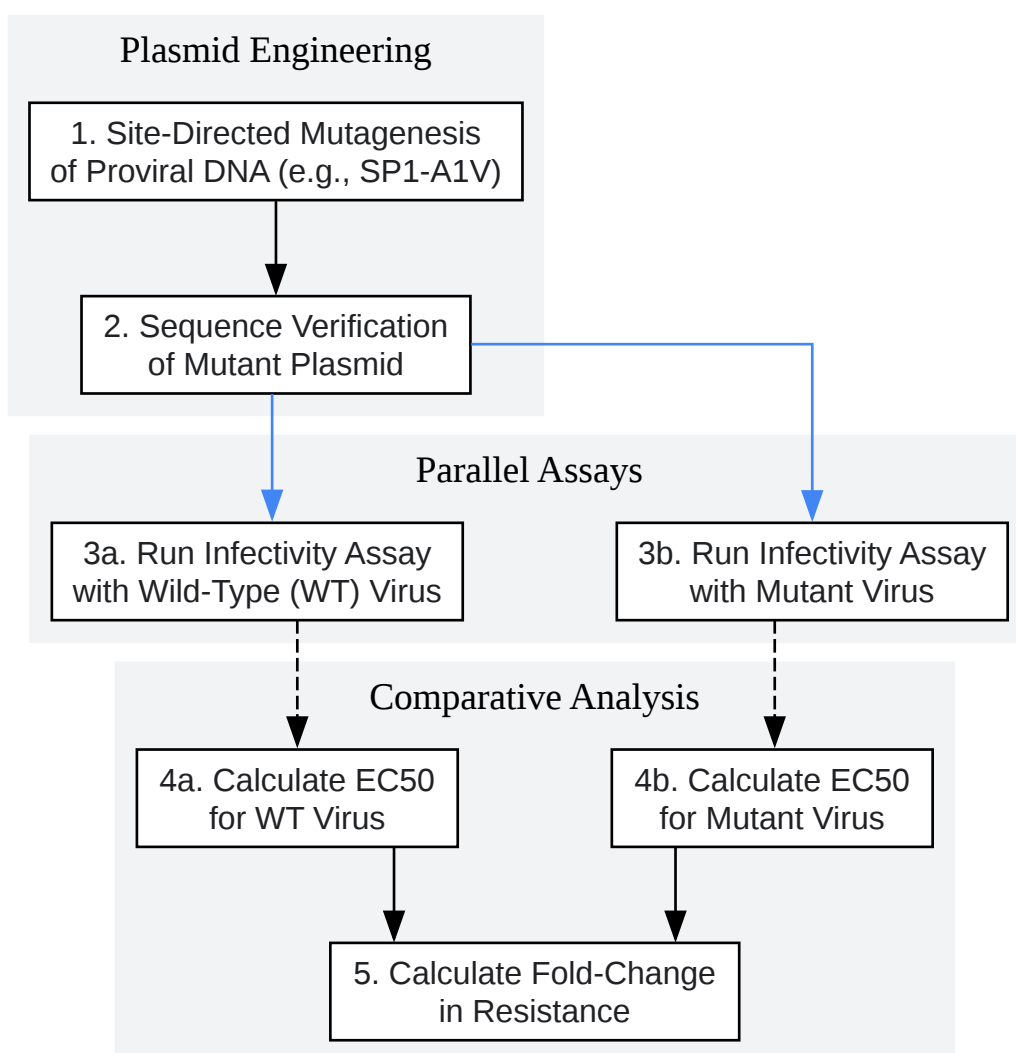 Plasmid Engineering
1. Site-Directed Mutagenesis
of Proviral DNA (e.g., SP1-A1V)
2. Sequence Verification
of Mutant Plasmid
Parallel Assays
3a. Run Infectivity Assay
with Wild-Type (WT) Virus
3b. Run Infectivity Assay
with Mutant Virus
Comparative Analysis
4a. Calculate EC50
for WT Virus
4b. Calculate EC50
for Mutant Virus
5. Calculate Fold-Change
in Resistance